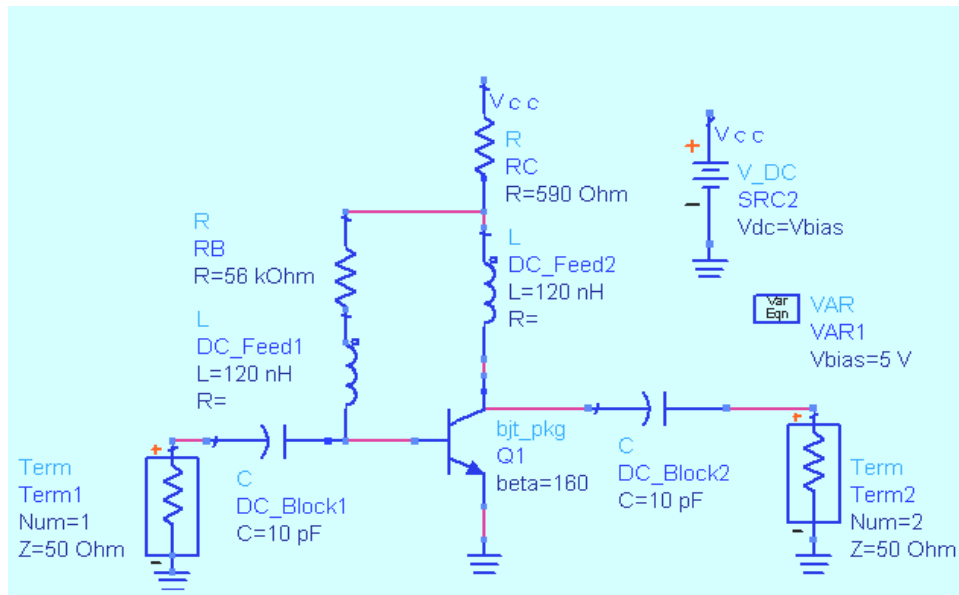 Vcc
R
RC
R=590 Ohm
+
Vcc
V_DC
SRC2
Vdc=Vbias
−
R
RB
R=56 kOhm
L
DC_Feed2
L=120 nH
R=
L
DC_Feed1
L=120 nH
R=
Var
Eqn
VAR
VAR1
Vbias=5 V
+
Term
Term1
Num=1
Z=50 Ohm
−
C
DC_Block1
C=10 pF
bjt_pkg
Q1
beta=160
C
DC_Block2
C=10 pF
+
Term
Term2
Num=2
Z=50 Ohm
−